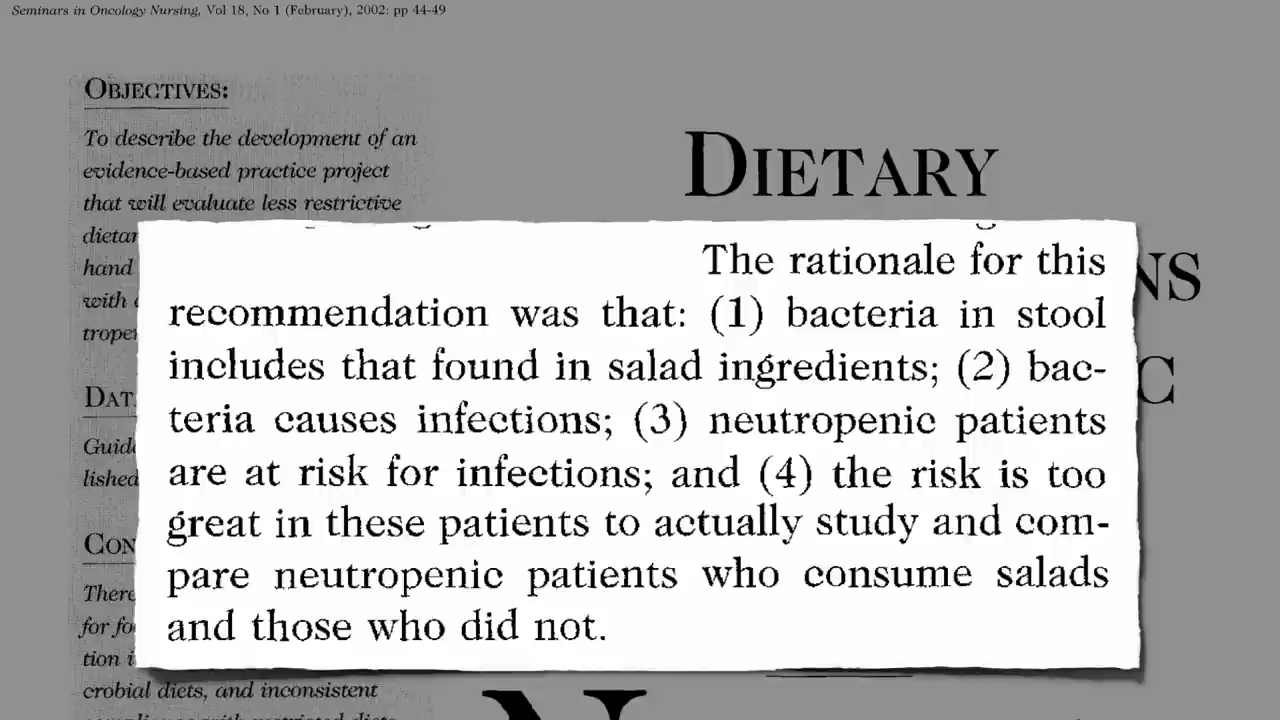 Seminars in Oncology Nursing, Vol 18, No 1 (February), 2002: pp 44-49
OBJECTIVES:
To describe the development of an
evidence-based practice project
that will evaluate less restrictive
hand
with
DIETARY
The rationale for this
recommendation was that: (1) bacteria in stool
includes that found in salad ingredients; (2) bac-
teria causes infections; (3) neutropenic patients
are at risk for infections; and (4) the risk is too
great in these patients to actually study and com-
pare neutropenic patients who consume salads
and those who did not.
crobial diets, and inconsistent